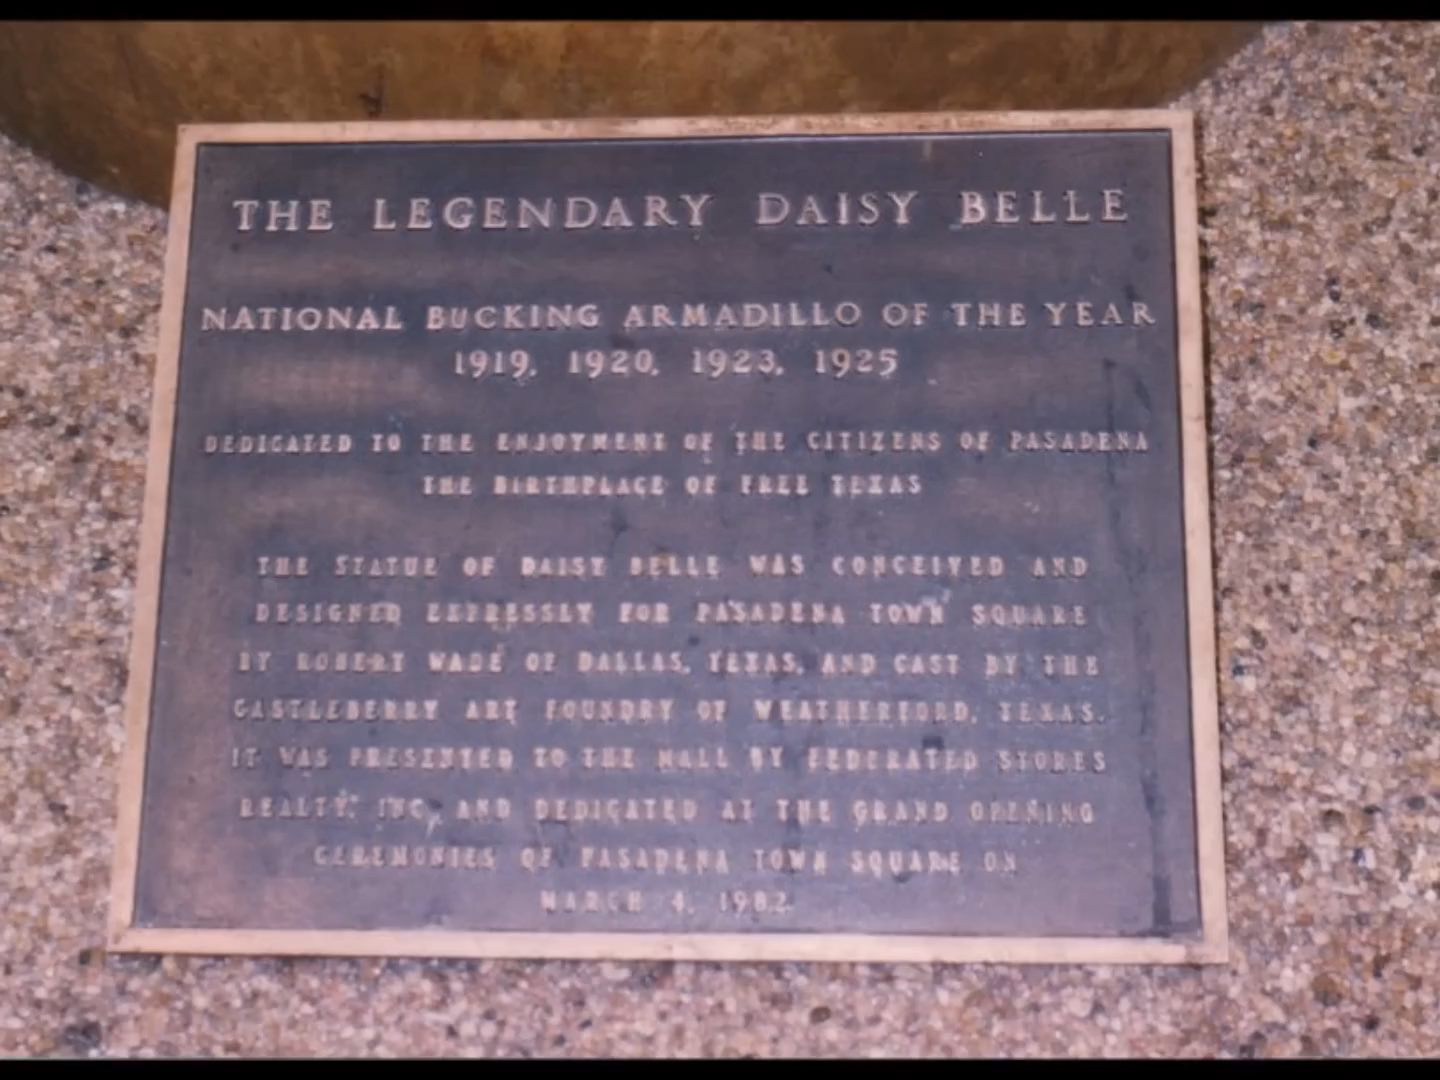 THE LEGENDARY DAISY BELLE
NATIONAL BUCKING ARMADILLO OF THE YEAR
1919, 1920, 1923, 1925
DEDICATED TO THE ENJOYMENT OF THE CITIZENS OF PASADENA
THE BIRTHPLACE OF FREE TEXAS
THE STATUE OF DAISY BELLE WAS CONCEIVED AND
DESIGNED EXPRESSLY FOR PASADENA TOWN SQUARE
BY ROBERT WADE OF DALLAS, TEXAS, AND CAST BY THE
CASTLEBERRY ART FOUNDRY OF WEATHERFORD, TEXAS.
IT WAS PRESENTED TO THE MALL BY FEDERATED STORES
REALTY, INC, AND DEDICATED AT THE GRAND OPENING
CEREMONIES OF PASADENA TOWN SQUARE ON
MARCH 4, 1982